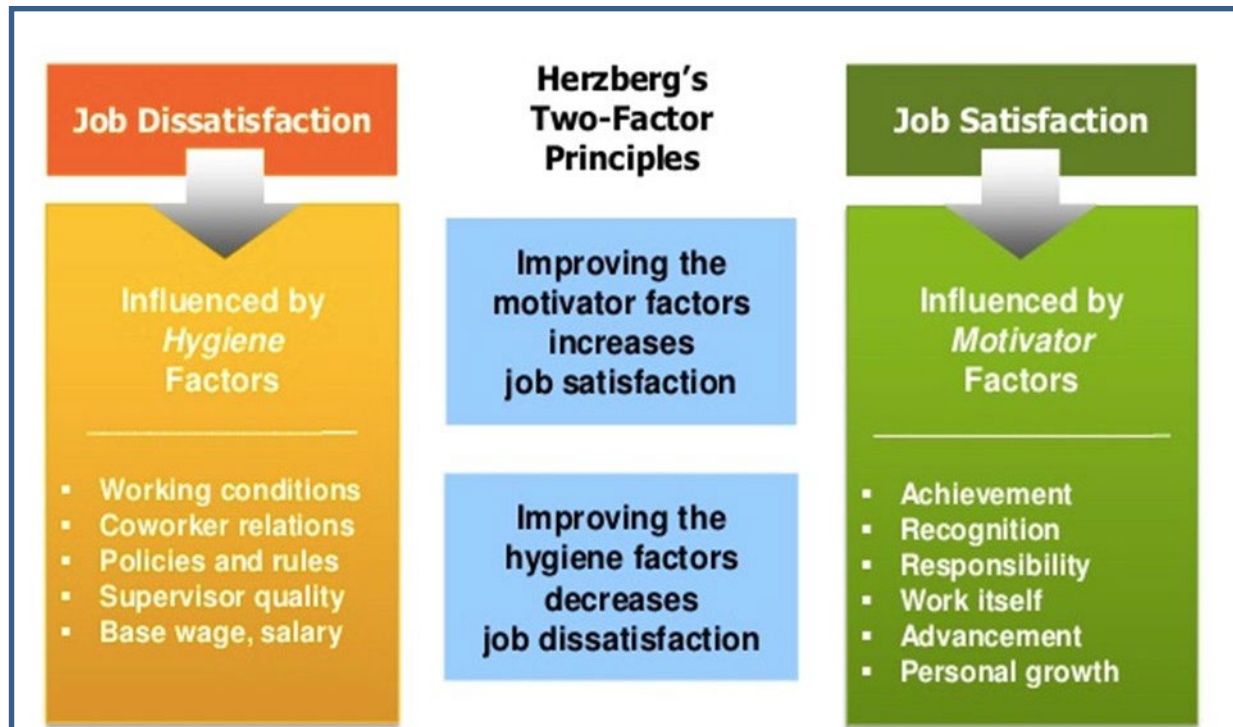 Job Dissatisfaction
Influenced by
Hygiene
Factors
▪ Working conditions
▪ Coworker relations
▪ Policies and rules
▪ Supervisor quality
▪ Base wage, salary
Herzberg’s
Two-Factor
Principles
Improving the
motivator factors
increases
job satisfaction
Improving the
hygiene factors
decreases
job dissatisfaction
Job Satisfaction
Influenced by
Motivator
Factors
▪ Achievement
▪ Recognition
▪ Responsibility
▪ Work itself
▪ Advancement
▪ Personal growth